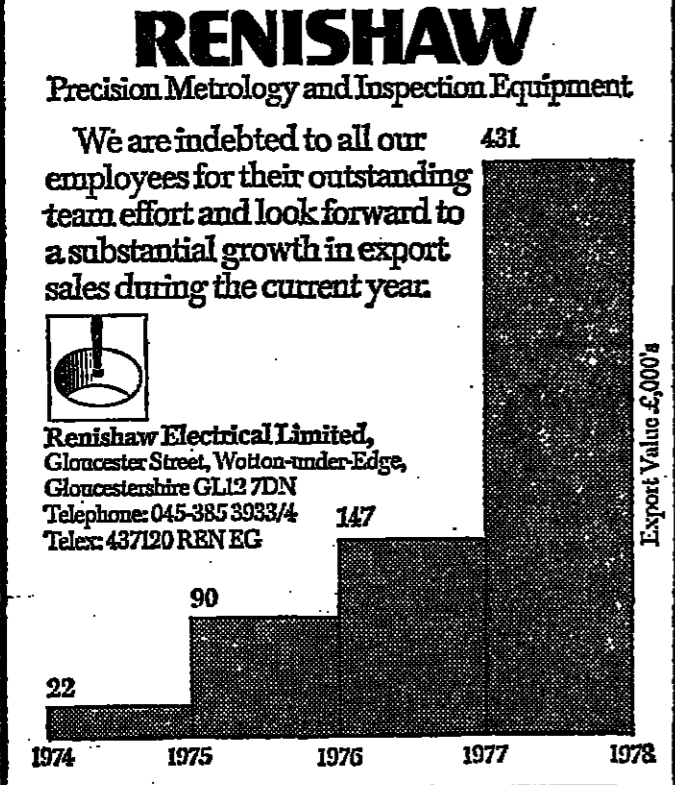 RENISHAW
Precision Metrology and Inspection Equipment
We are indebted to all our
employees for their outstanding
team effort and look forward to
a substantial growth in export
sales during the current year.
Renishaw Electrical Limited,
Gloucester Street, Wotton-under-Edge,
Gloucestershire GL12 7DN
Telephone: 045-385 3933/4
Telex: 437120 REN EG
431
147
90
22
Export Value £,000's
1974 1975 1976 1977 1978